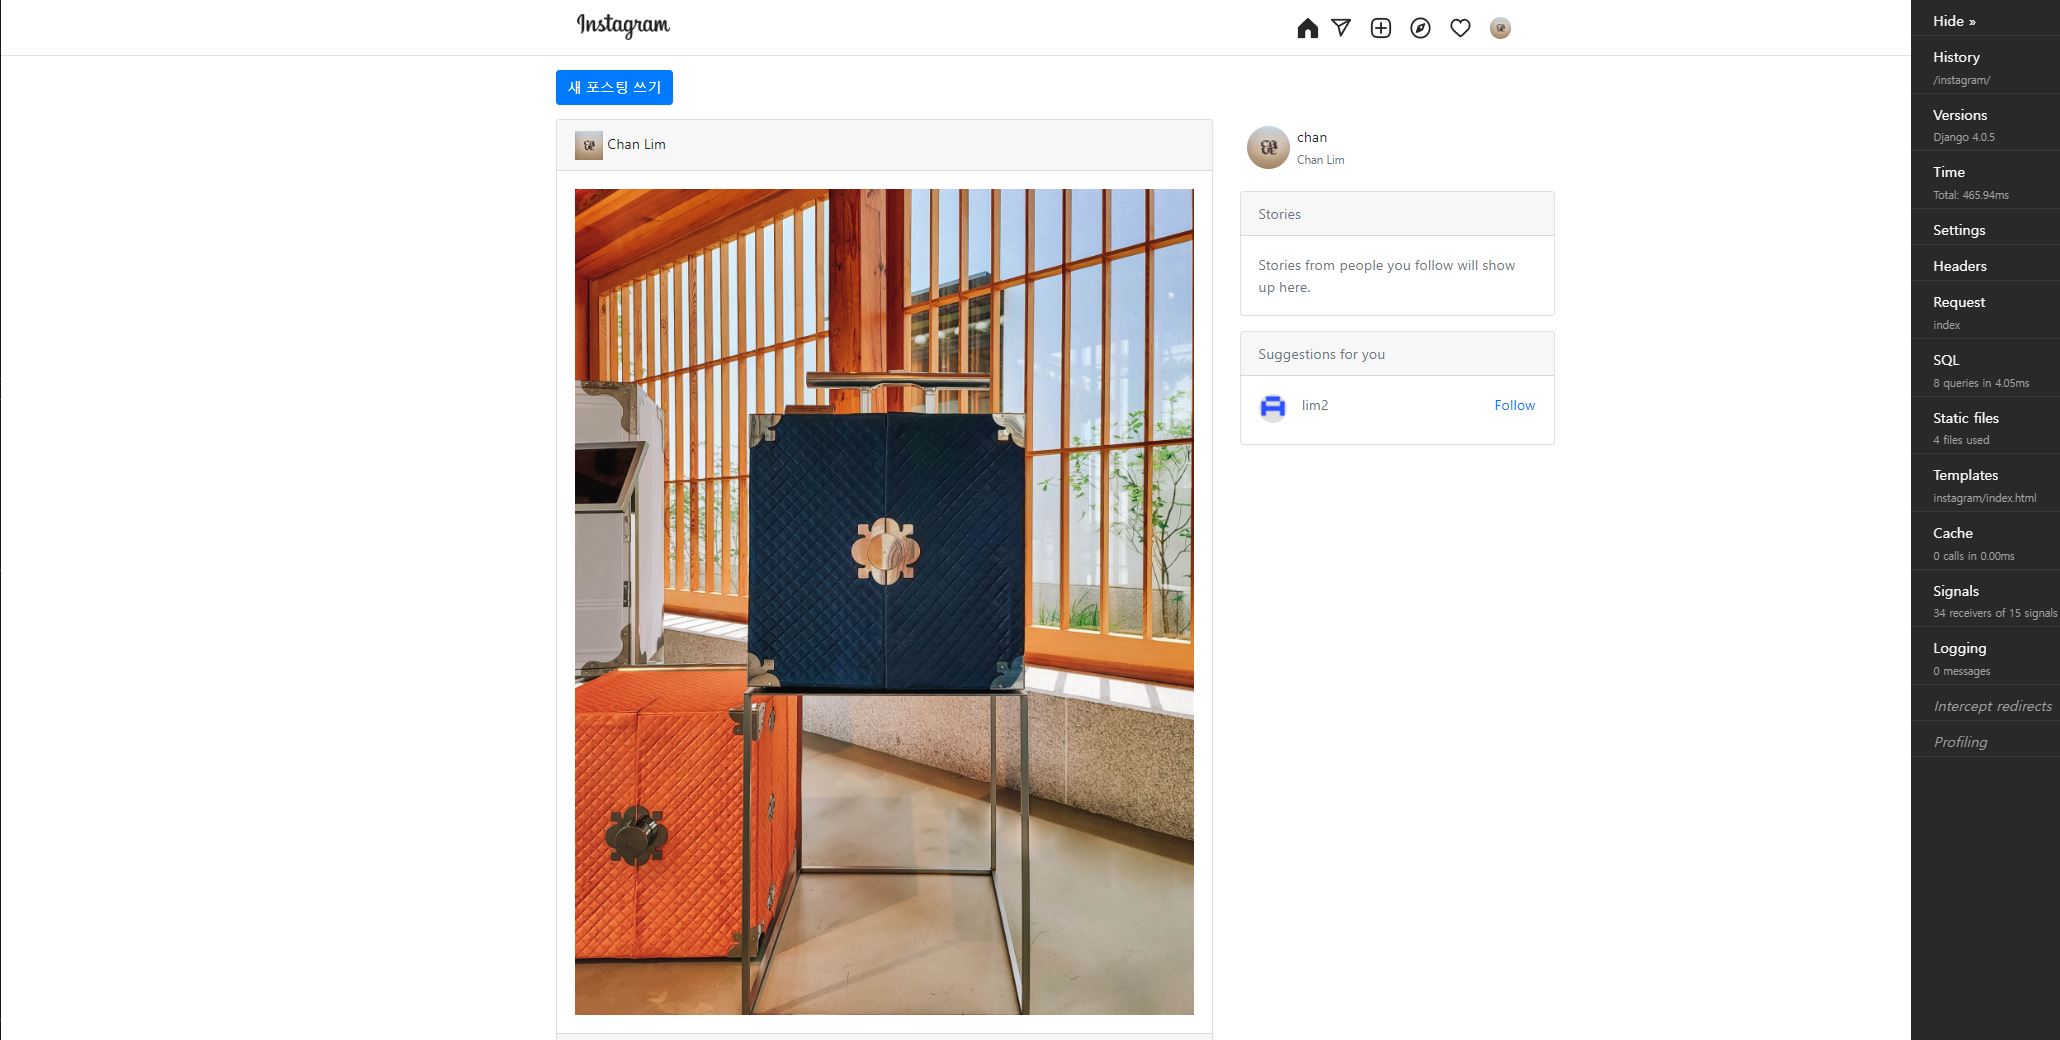 Instagram
새 포스팅 쓰기
Chan Lim
chan
Chan Lim
Stories
Stories from people you follow will show
up here.
Suggestions for you
lim2
Follow
Hide »
History
/instagram/
Versions
Django 4.0.5
Time
Total: 465.94ms
Settings
Headers
Request
index
SQL
8 queries in 4.05ms
Static files
4 files used
Templates
instagram/index.html
Cache
0 calls in 0.00ms
Signals
34 receivers of 15 signals
Logging
0 messages
Intercept redirects
Profiling